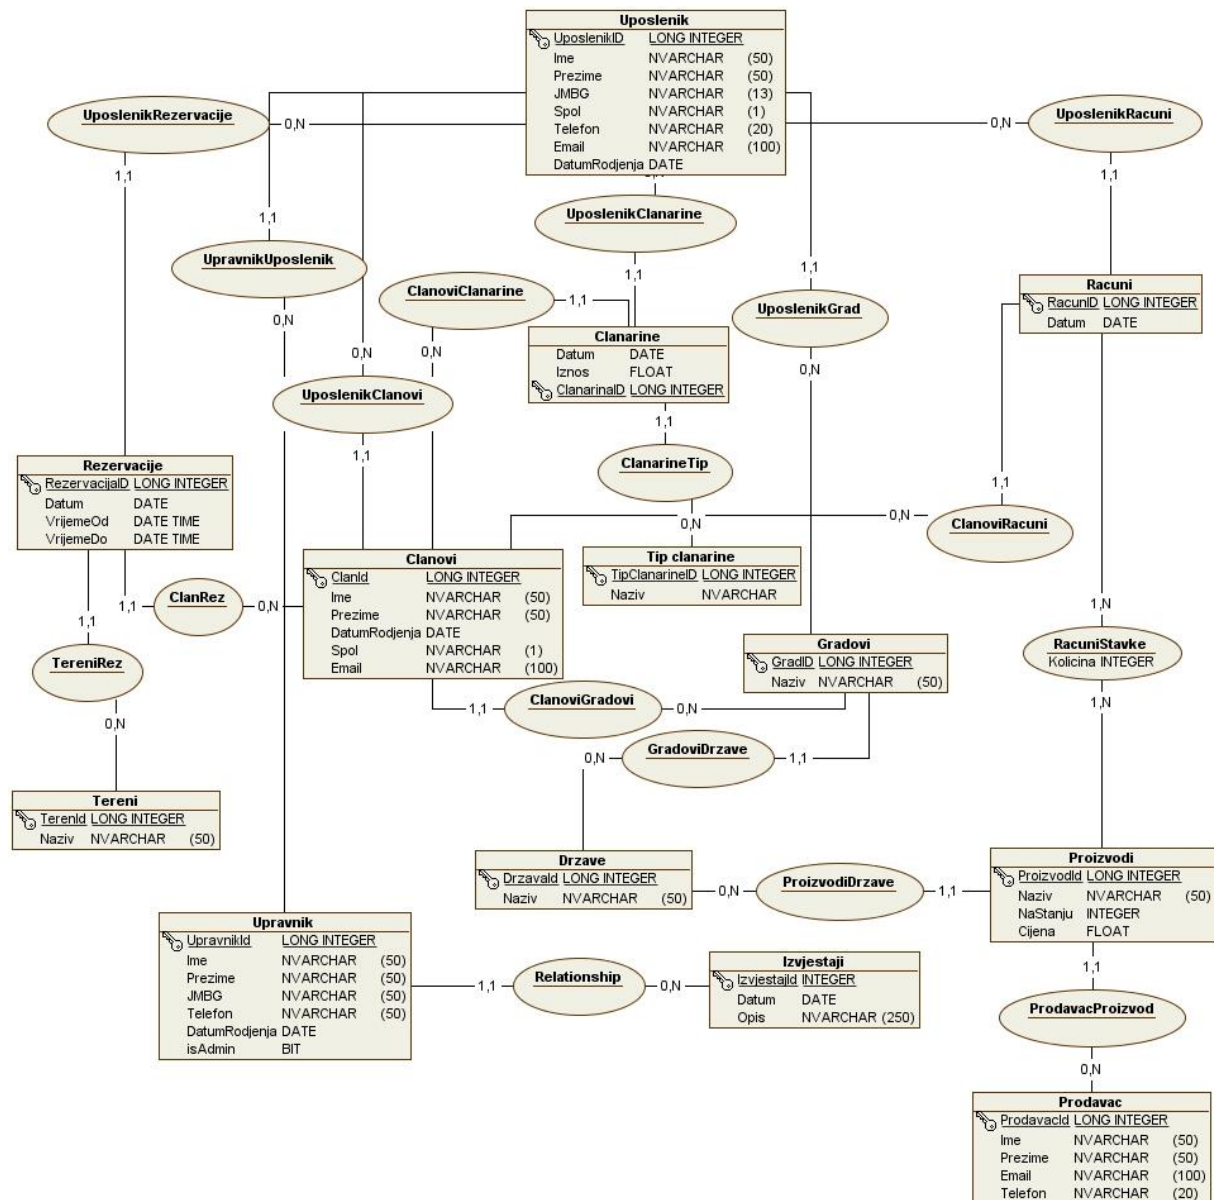 Uposlenik
UposlenikID LONG INTEGER
Ime NVARCHAR (50)
Prezime NVARCHAR (50)
JMBG NVARCHAR (13)
Spol NVARCHAR (1)
Telefon NVARCHAR (20)
Email NVARCHAR (100)
DatumRodjenja DATE
UposlenikRezervacije
0,N
0,N
UposlenikRacuni
1,1
1,1
UposlenikClanarine
1,1
UpravnikUposlenik
1,1
1,1
ClanoviClanarine
1,1
UposlenikGrad
Racuni
RacunID LONG INTEGER
Datum DATE
0,N
Clanarine
Datum DATE
Iznos FLOAT
ClanarinaID LONG INTEGER
0,N
0,N
0,N
UposlenikClanovi
1,1
1,1
Rezervacije
RezervacijaID LONG INTEGER
Datum DATE
VrijemeOd DATE TIME
VrijemeDo DATE TIME
ClanarineTip
1,1
0,N
0,N
ClanoviRacuni
Clanovi
ClanId LONG INTEGER
Ime NVARCHAR (50)
Prezime NVARCHAR (50)
DatumRodjenja DATE
Spol NVARCHAR (1)
Email NVARCHAR (100)
Tip clanarine
TipClanarineID LONG INTEGER
Naziv NVARCHAR
1,1
ClanRez
0,N
1,1
1,N
TereniRez
Gradovi
GradID LONG INTEGER
Naziv NVARCHAR (50)
RacuniStavke
Kolicina INTEGER
1,1
ClanoviGradovi
0,N
1,N
0,N
0,N
GradoviDrzave
1,1
Tereni
TerenId LONG INTEGER
Naziv NVARCHAR (50)
Drzave
DrzavaId LONG INTEGER
Naziv NVARCHAR (50)
0,N
ProizvodiDrzave
1,1
Proizvodi
ProizvodId LONG INTEGER
Naziv NVARCHAR (50)
NaStanju INTEGER
Cijena FLOAT
Upravnik
UpravnikId LONG INTEGER
Ime NVARCHAR (50)
Prezime NVARCHAR (50)
JMBG NVARCHAR (50)
Telefon NVARCHAR (50)
DatumRodjenja DATE
isAdmin BIT
1,1
Relationship
0,N
Izvjestaji
IzvjestajId INTEGER
Datum DATE
Opis NVARCHAR (250)
1,1
ProdavacProizvod
0,N
Prodavac
ProdavacId LONG INTEGER
Ime NVARCHAR (50)
Prezime NVARCHAR (50)
Email NVARCHAR (100)
Telefon NVARCHAR (20)